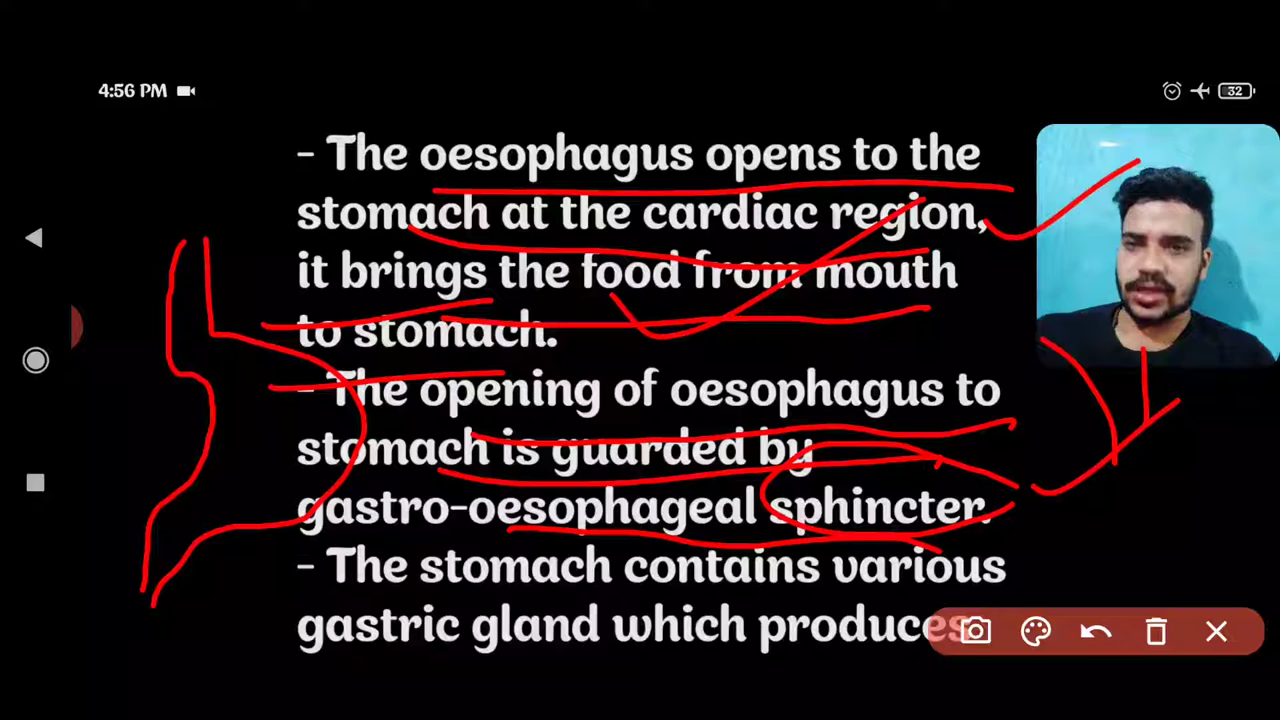 4:56 PM
32
- The oesophagus opens to the
stomach at the cardiac region,
it brings the food from mouth
to stomach.
- The opening of oesophagus to
stomach is guarded by
gastro-oesophageal sphincter.
- The stomach contains various
gastric gland which produces